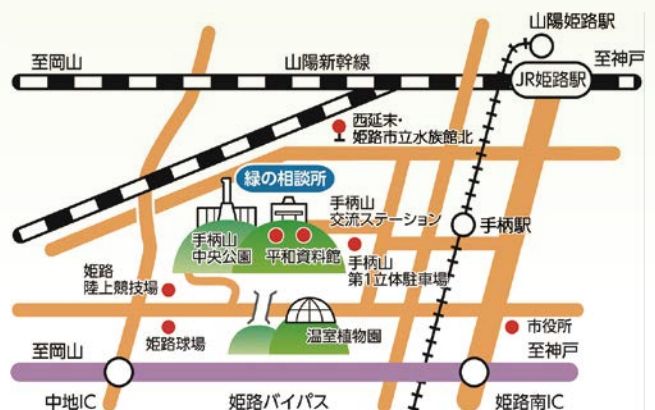 山陽姫路駅
至岡山
山陽新幹線
至神戸
JR姫路駅
西延末・
姫路市立水族館北
緑の相談所
手柄山
交流ステーション
手柄駅
手柄山
中央公園
平和資料館
手柄山
第1立体駐車場
姫路
陸上競技場
姫路球場
温室植物園
市役所
至岡山
至神戸
中地IC
姫路バイパス
姫路南IC